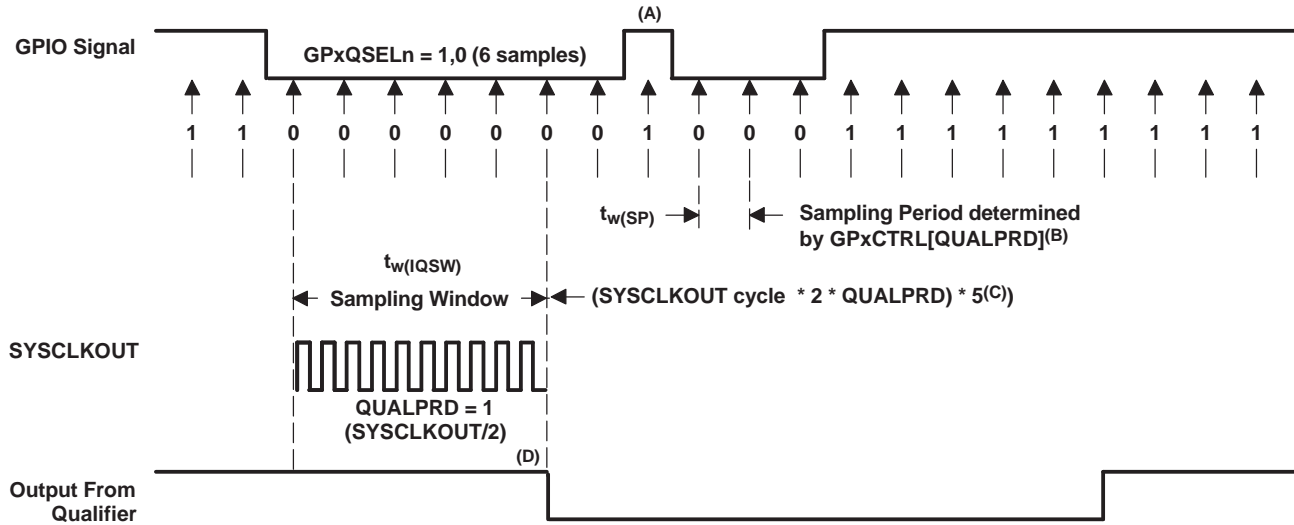 (A)
GPIO Signal
GPxQSELn = 1,0 (6 samples)
1 1 0 0 0 0 0 0 0 1 0 0 0 1 1 1 1 1 1 1 1 1
tw(SP)
Sampling Period determined
by GPxCTRL[QUALPRD](B)
tw(IQSW)
Sampling Window
(SYSCLKOUT cycle * 2 * QUALPRD) * 5(C))
SYSCLKOUT
QUALPRD = 1
(SYSCLKOUT/2)
(D)
Output From
Qualifier